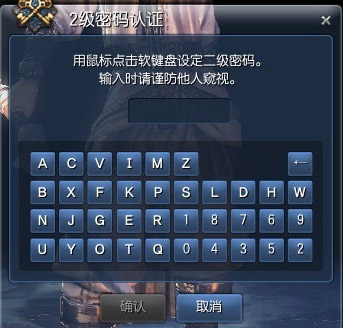 2级密码认证
用鼠标点击软键盘设定二级密码。
输入时请谨防他人窥视。
A C V I M Z ←
B X F K P S L D H W
N J G E R 1 8 7 6 9
U Y O T Q 0 4 3 5 2
确认 取消